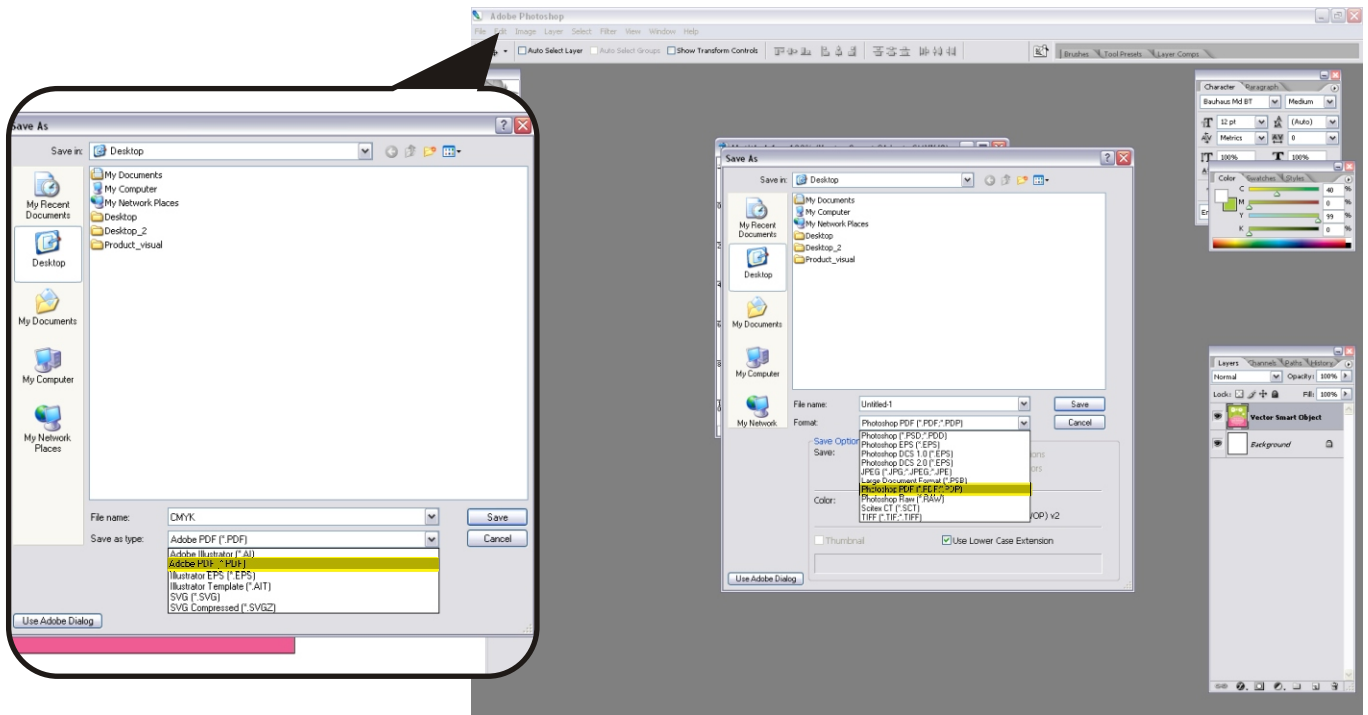 Adobe Photoshop
File Edit Image Layer Select Filter View Window Help
Auto Select Layer Auto Select Groups Show Transform Controls
Brushes Tool Presets Layer Comps
Save As
Save in: Desktop
My Recent Documents
Desktop
My Documents
My Computer
My Network Places
My Documents
My Computer
My Network Places
Desktop
Desktop_2
Product_visual
File name: CMYK Save
Save as type: Adobe PDF (*.PDF) Cancel
Adobe Illustrator (*.AI)
Adobe PDF (*.PDF)
Illustrator EPS (*.EPS)
Illustrator Template (*.AIT)
SVG (*.SVG)
SVG Compressed (*.SVGZ)
Use Adobe Dialog
Save As
Save in: Desktop
My Recent Documents
Desktop
My Documents
My Computer
My Network
My Documents
My Computer
My Network Places
Desktop
Desktop_2
Product_visual
File name: Untitled-1 Save
Format: Photoshop PDF (*.PDF;*.PDP) Cancel
Photoshop (*.PSD;*.PDD)
Photoshop EPS (*.EPS)
Photoshop DCS 1.0 (*.EPS)
Photoshop DCS 2.0 (*.EPS)
JPEG (*.JPG;*.JPEG;*.JPE)
Large Document Format (*.PSB)
Photoshop PDF (*.PDF;*.PDP)
Photoshop Raw (*.RAW)
Scitex CT (*.SCT)
TIFF (*.TIF;*.TIFF)
Save:
Color:
v2
Thumbnail Use Lower Case Extension
Use Adobe Dialog
Character Paragraph
Bauhaus Md BT Medium
12 pt (Auto)
Metrics 0
100% 100%
Color Swatches Styles
C 40 %
M 0 %
Y 99 %
K 0 %
Layers Channels Paths History
Normal Opacity: 100%
Lock: Fill: 100%
Vector Smart Object
Background